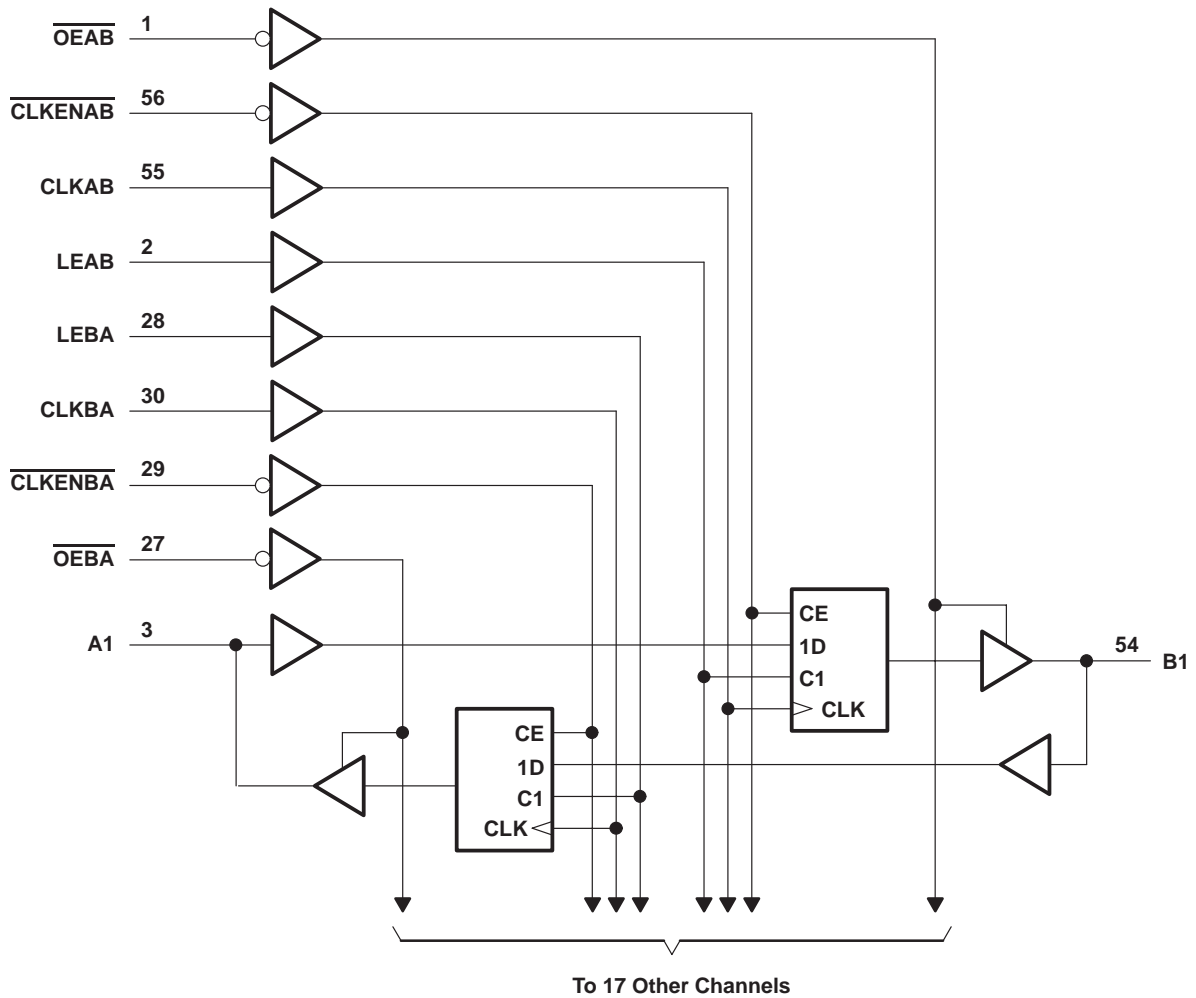 OEAB 1
CLKENAB 56
CLKAB 55
LEAB 2
LEBA 28
CLKBA 30
CLKENBA 29
OEBA 27
A1 3
CE
1D
C1
CLK
54 B1
CE
1D
C1
CLK
To 17 Other Channels